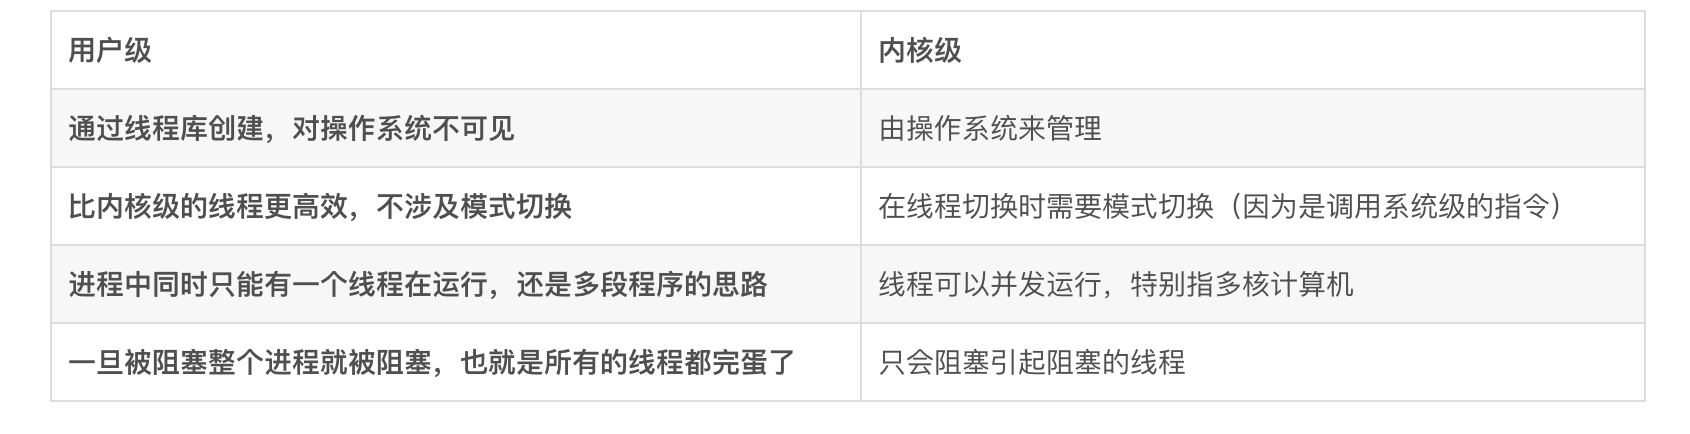 用户级 内核级
通过线程库创建，对操作系统不可见 由操作系统来管理
比内核级的线程更高效，不涉及模式切换 在线程切换时需要模式切换（因为是调用系统级的指令）
进程中同时只能有一个线程在运行，还是多段程序的思路 线程可以并发运行，特别指多核计算机
一旦被阻塞整个进程就被阻塞，也就是所有的线程都完蛋了 只会阻塞引起阻塞的线程